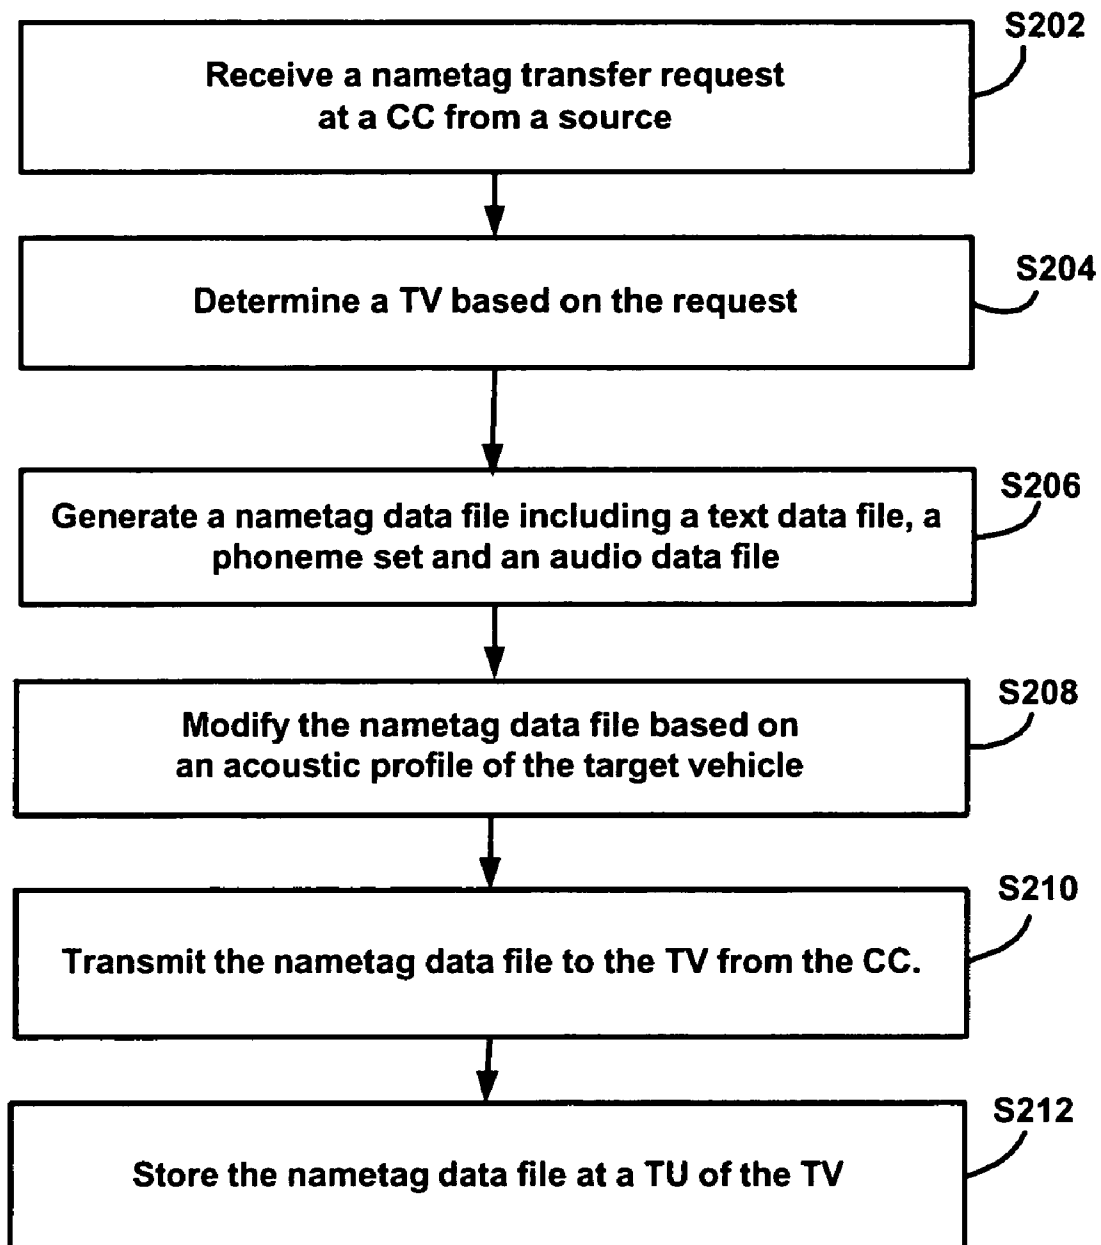 S202
Receive a nametag transfer request
at a CC from a source
S204
Determine a TV based on the request
S206
Generate a nametag data file including a text data file, a
phoneme set and an audio data file
S208
Modify the nametag data file based on
an acoustic profile of the target vehicle
S210
Transmit the nametag data file to the TV from the CC.
S212
Store the nametag data file at a TU of the TV